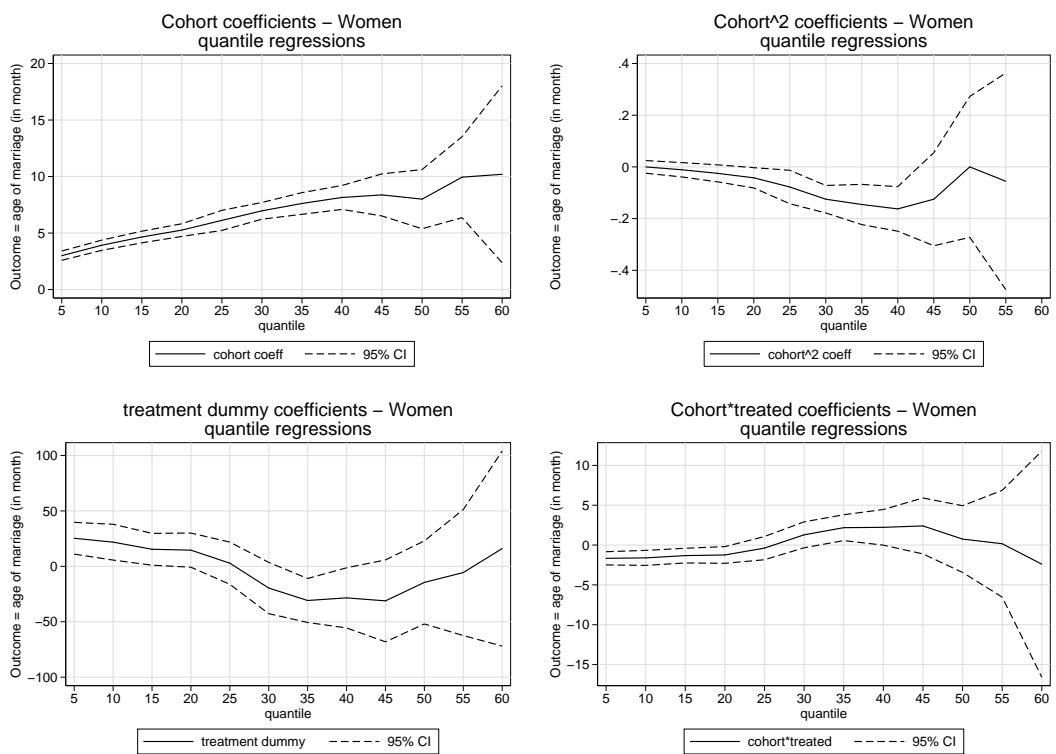 Cohort coefficients − Women
quantile regressions
Outcome = age of marriage (in month)
20
15
10
5
0
5 10 15 20 25 30 35 40 45 50 55 60
quantile
cohort coeff 95% CI
Cohort^2 coefficients − Women
quantile regressions
Outcome = age of marriage (in month)
.4
.2
0
−.2
−.4
5 10 15 20 25 30 35 40 45 50 55 60
quantile
cohort^2 coeff 95% CI
treatment dummy coefficients − Women
quantile regressions
Outcome = age of marriage (in month)
100
50
0
−50
−100
5 10 15 20 25 30 35 40 45 50 55 60
quantile
treatment dummy 95% CI
Cohort*treated coefficients − Women
quantile regressions
Outcome = age of marriage (in month)
10
5
0
−5
−10
−15
5 10 15 20 25 30 35 40 45 50 55 60
quantile
cohort*treated 95% CI